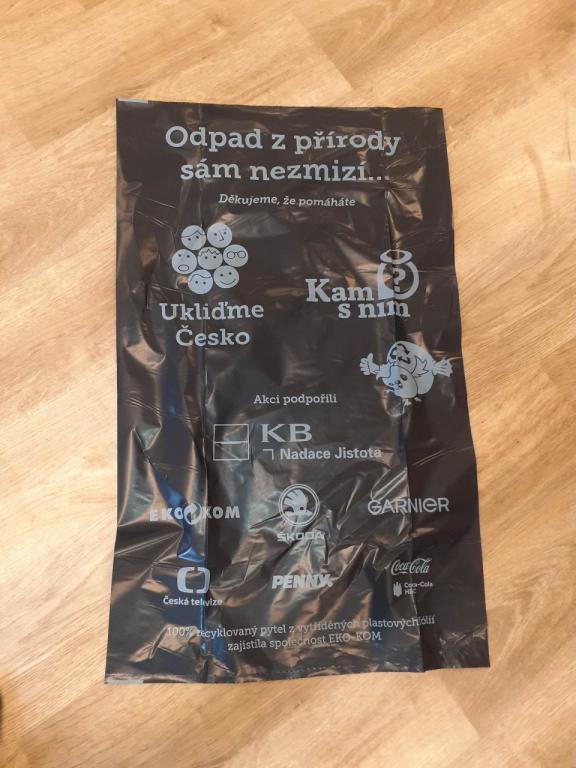 Odpad z přírody
sám nezmizí...
Děkujeme, že pomáháte
Ukliďme
Česko
Kam
s ním
?
Akci podpořili
KB
Nadace Jistota
EKO KOM
ŠKODA
GARNIER
Česká televize
PENNY.
Coca-Cola
Coca-Cola
HBC
100% recyklovaný pytel z vytříděných plastových fólií
zajistila společnost EKO-KOM